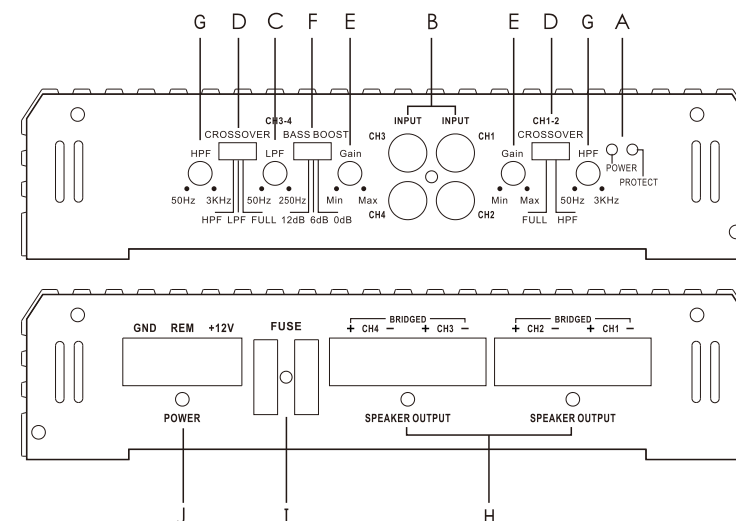 G D C F E B E D G A
CH3-4 INPUT INPUT CH1-2
CROSSOVER BASS BOOST CH3 CH1 CROSSOVER
HPF LPF Gain Gain HPF
POWER
PROTECT
50Hz 3KHz 50Hz 250Hz Min Max Min Max 50Hz 3KHz
CH4 CH2
HPF LPF FULL 12dB 6dB 0dB FULL HPF
BRIDGED BRIDGED
GND REM +12V FUSE + CH4 − + CH3 − + CH2 − + CH1 −
POWER SPEAKER OUTPUT SPEAKER OUTPUT
J I H